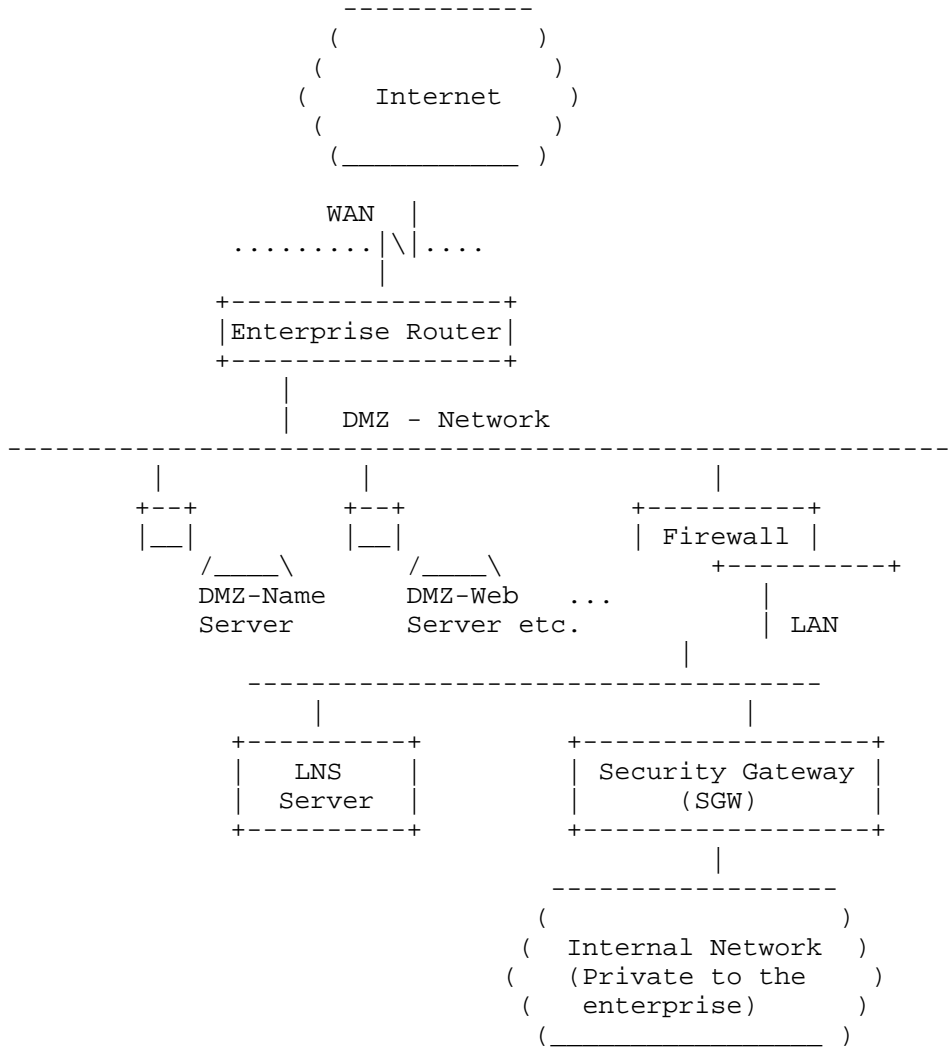 Internet
WAN
Enterprise Router
DMZ - Network
Firewall
DMZ-Name DMZ-Web ...
Server Server etc. LAN
LNS Security Gateway
Server (SGW)
Internal Network
(Private to the
enterprise)